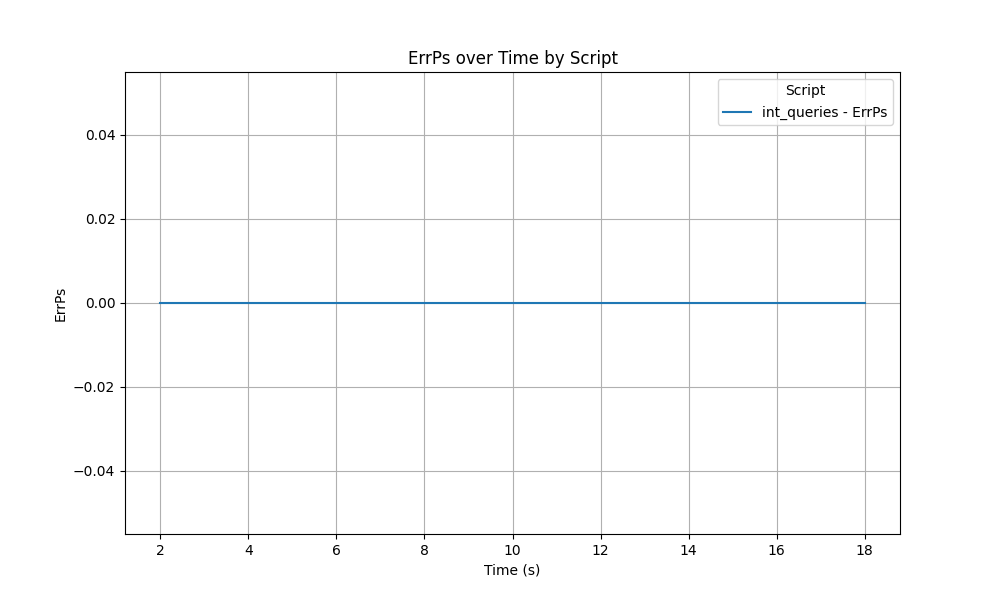 ErrPs over Time by Script
Script
int_queries - ErrPs
ErrPs
0.04
0.02
0.00
−0.02
−0.04
2 4 6 8 10 12 14 16 18
Time (s)